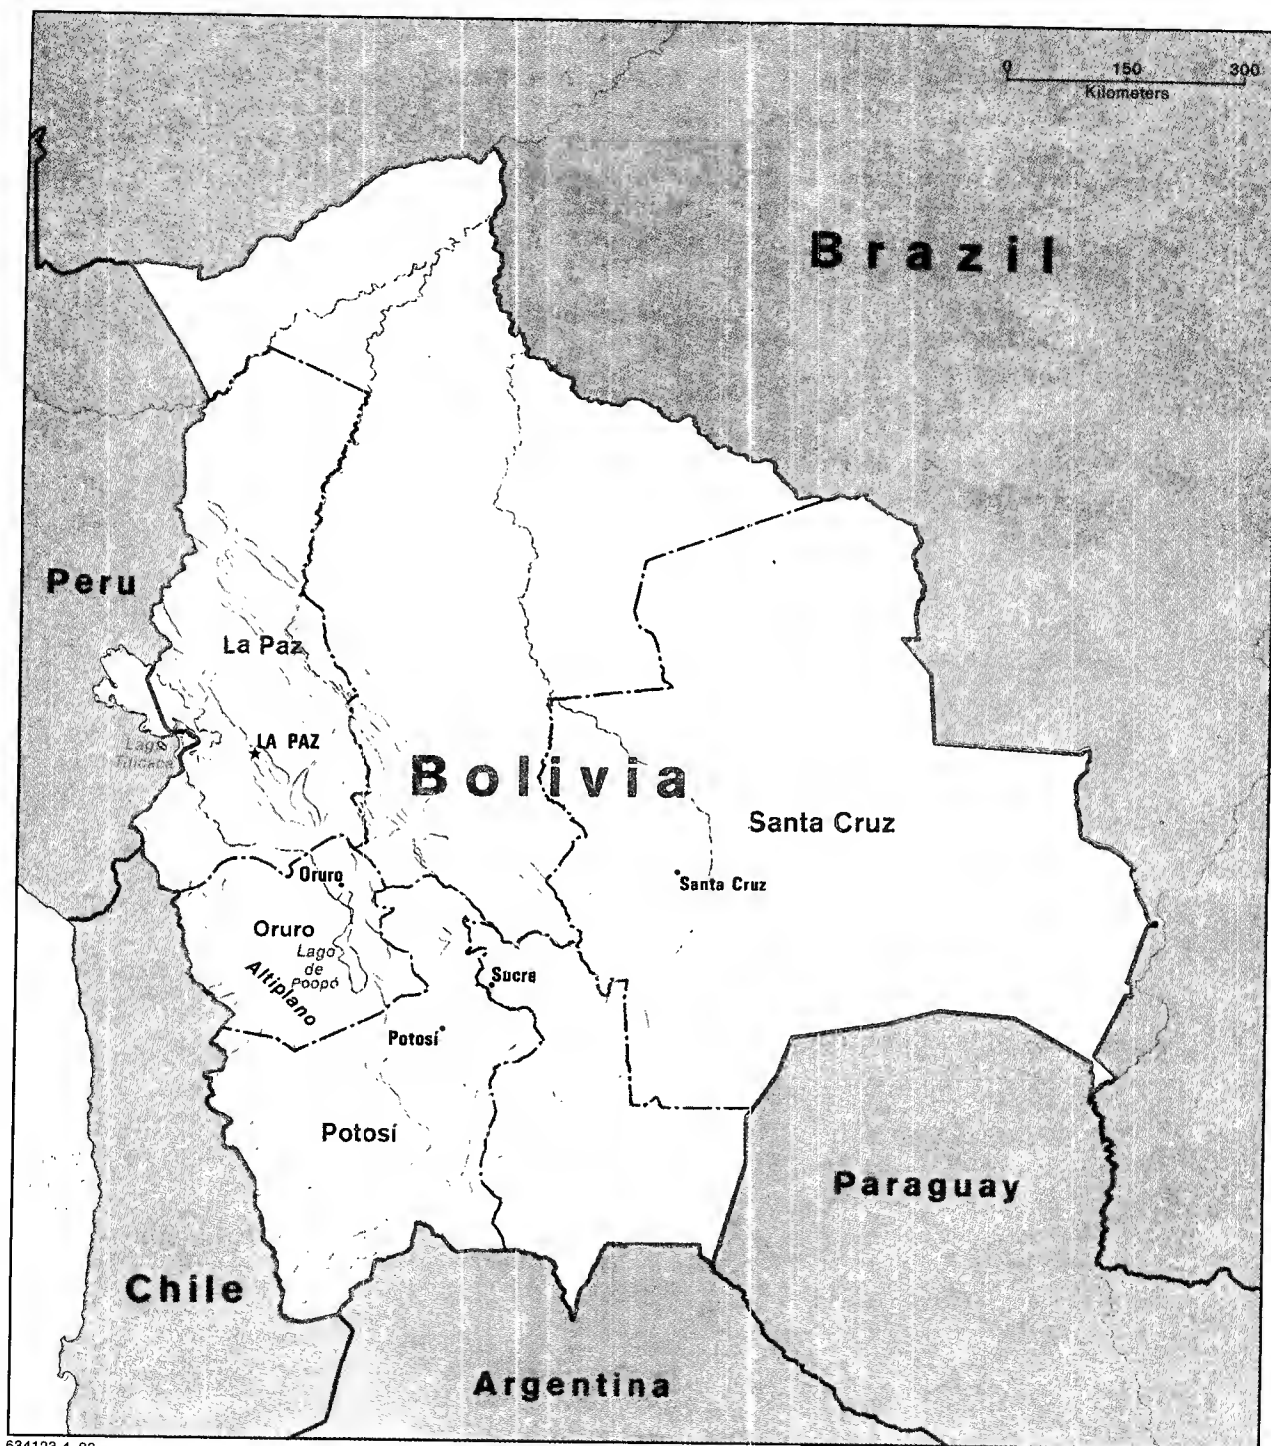 0 150 300
Kilometers
Brazil
Peru
La Paz
LA PAZ
Lago
Titicaca
Bolivia
Santa Cruz
Santa Cruz
Oruro
Oruro
Lago
de
Poopó
Altiplano
Sucre
Potosí
Potosí
Paraguay
Chile
Argentina